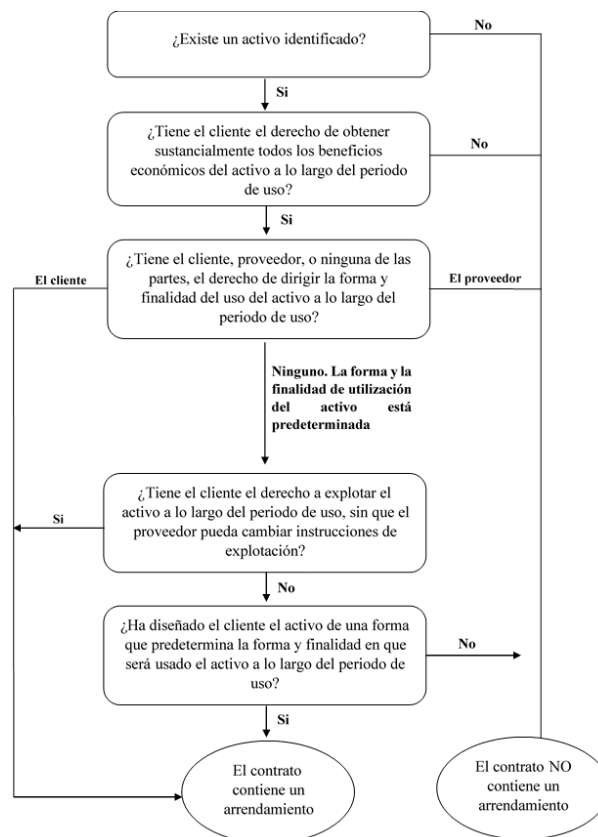 ¿Existe un activo identificado?
No
Si
¿Tiene el cliente el derecho de obtener
sustancialmente todos los beneficios
económicos del activo a lo largo del periodo
de uso?
No
Si
¿Tiene el cliente, proveedor, o ninguna de las
partes, el derecho de dirigir la forma y
finalidad del uso del activo a lo largo del
periodo de uso?
El cliente
El proveedor
Ninguno. La forma y la
finalidad de utilización
del activo está
predeterminada
¿Tiene el cliente el derecho a explotar el
activo a lo largo del periodo de uso, sin que el
proveedor pueda cambiar instrucciones de
explotación?
Si
No
¿Ha diseñado el cliente el activo de una forma
que predetermina la forma y finalidad en que
será usado el activo a lo largo del periodo de
uso?
No
Si
El contrato
contiene un
arrendamiento
El contrato NO
contiene un
arrendamiento